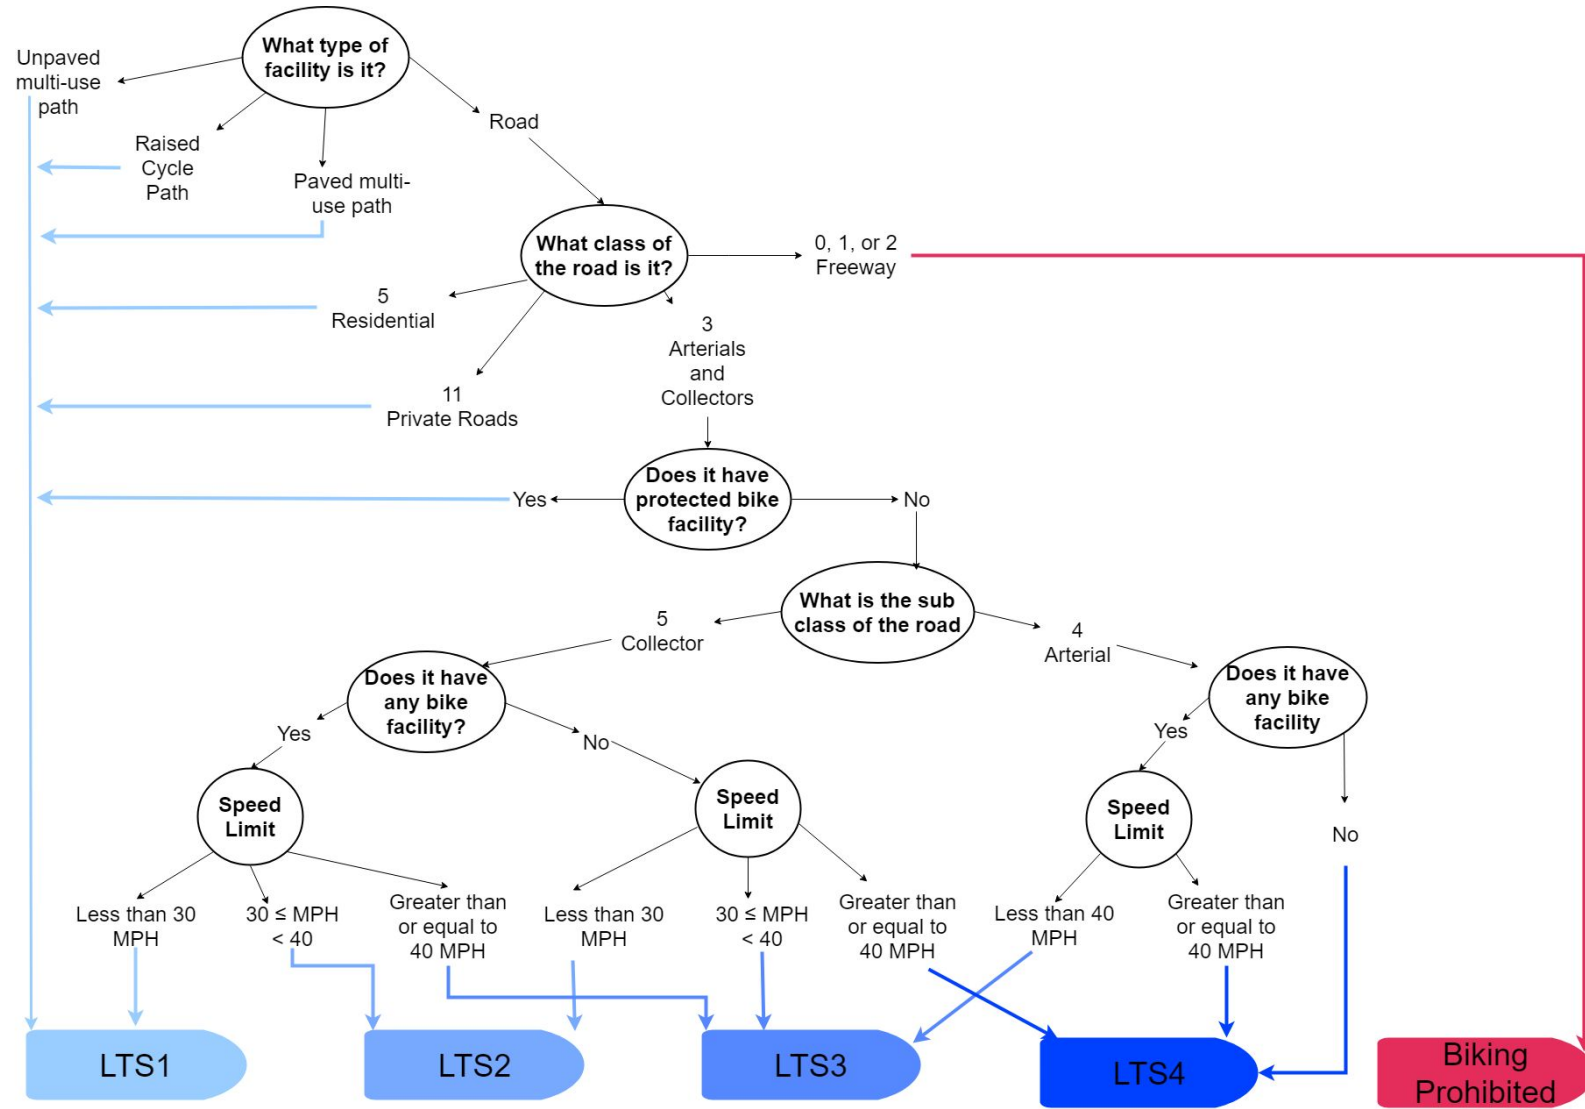 What type of
facility is it?
Unpaved
multi-use
path
Raised
Cycle
Path
Paved multi-
use path
Road
What class of
the road is it?
0, 1, or 2
Freeway
5
Residential
3
Arterials
and
Collectors
11
Private Roads
Does it have
protected bike
facility?
Yes
No
What is the sub
class of the road
5
Collector
4
Arterial
Does it have
any bike
facility?
Does it have
any bike
facility
Yes
No
Yes
No
Speed
Limit
Speed
Limit
Speed
Limit
Less than 30
MPH
30 ≤ MPH
< 40
Greater than
or equal to
40 MPH
Less than 30
MPH
30 ≤ MPH
< 40
Greater than
or equal to
40 MPH
Less than 40
MPH
Greater than
or equal to
40 MPH
LTS1
LTS2
LTS3
LTS4
Biking
Prohibited